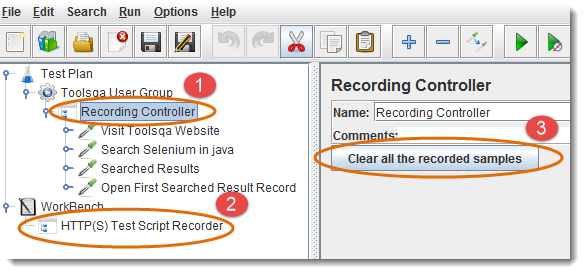 File Edit Search Run Options Help
Test Plan
Toolsqa User Group
Recording Controller
Visit Toolsqa Website
Search Selenium in java
Searched Results
Open First Searched Result Record
WorkBench
HTTP(S) Test Script Recorder
1
2
Recording Controller
Name: Recording Controller
Comments:
3
Clear all the recorded samples